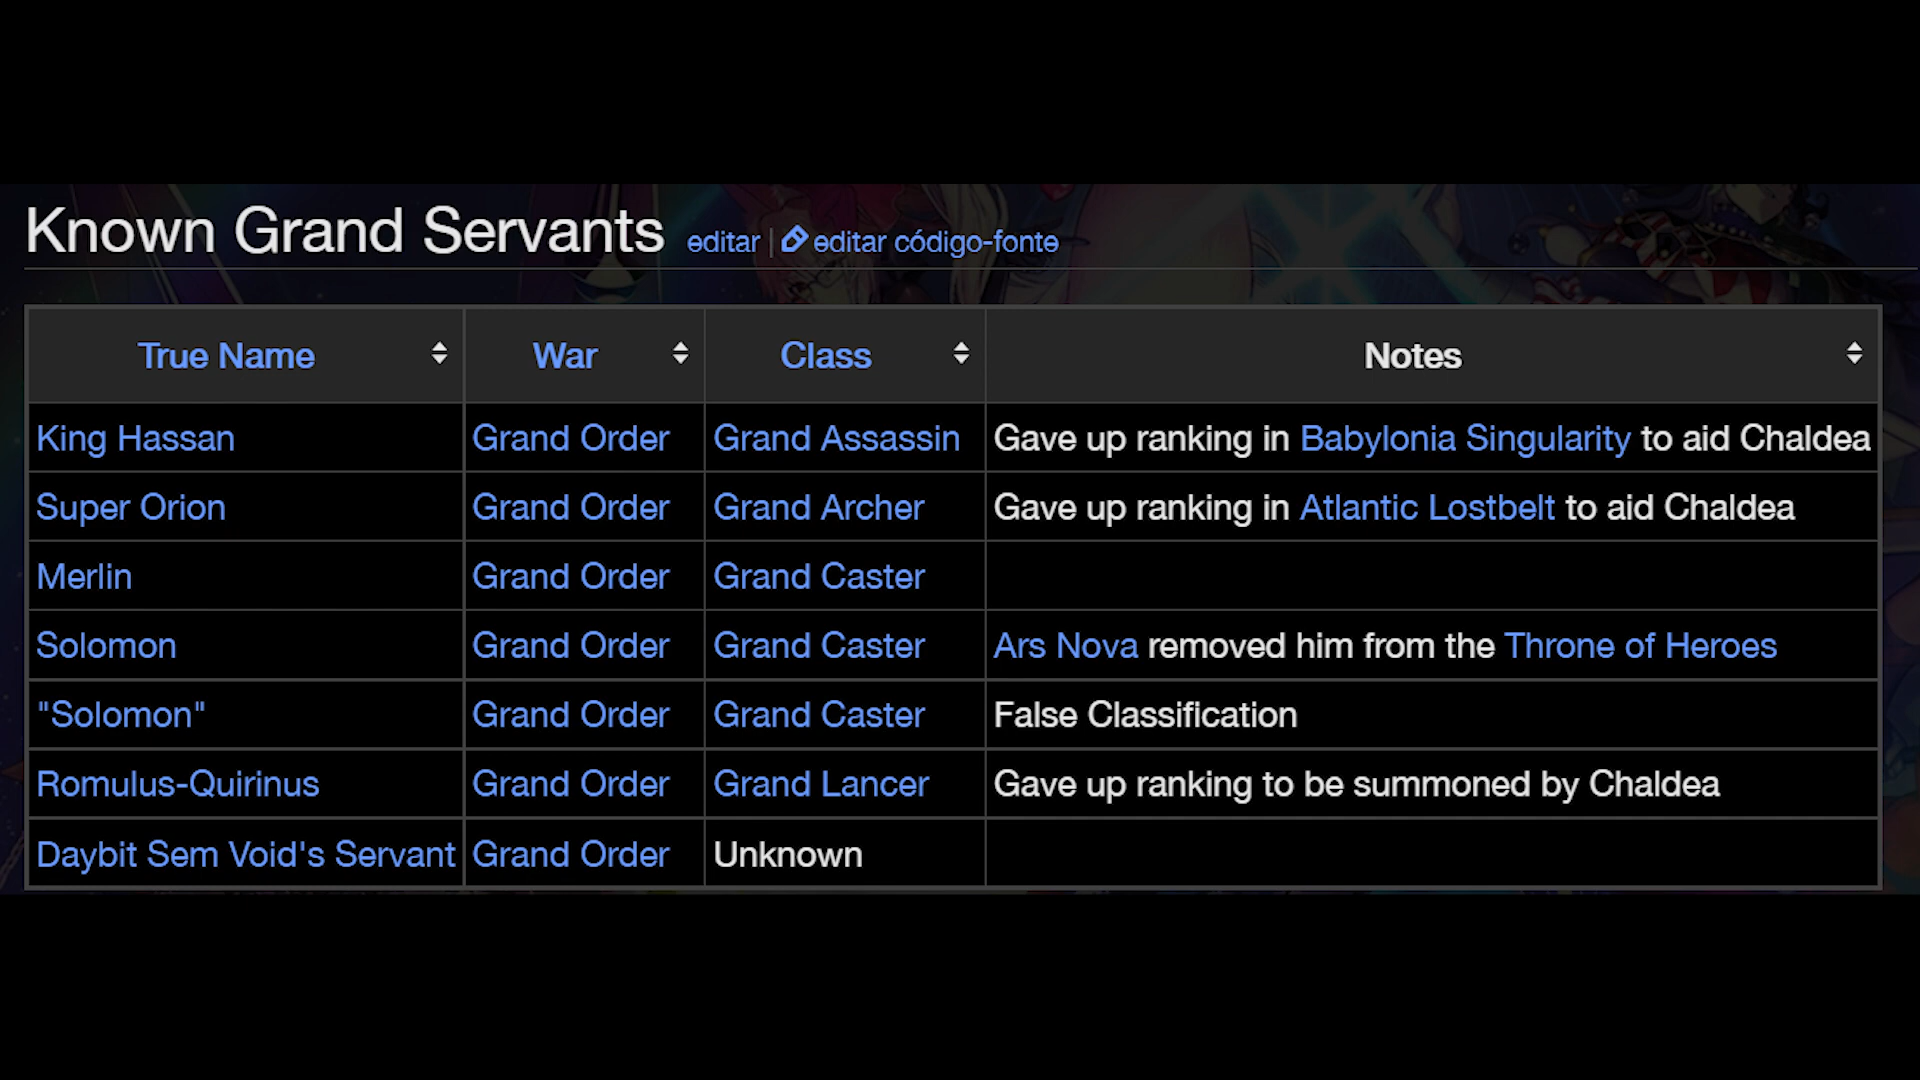 Known Grand Servants editar | editar código-fonte
True Name War Class Notes
King Hassan Grand Order Grand Assassin Gave up ranking in Babylonia Singularity to aid Chaldea
Super Orion Grand Order Grand Archer Gave up ranking in Atlantic Lostbelt to aid Chaldea
Merlin Grand Order Grand Caster
Solomon Grand Order Grand Caster Ars Nova removed him from the Throne of Heroes
"Solomon" Grand Order Grand Caster False Classification
Romulus-Quirinus Grand Order Grand Lancer Gave up ranking to be summoned by Chaldea
Daybit Sem Void's Servant Grand Order Unknown